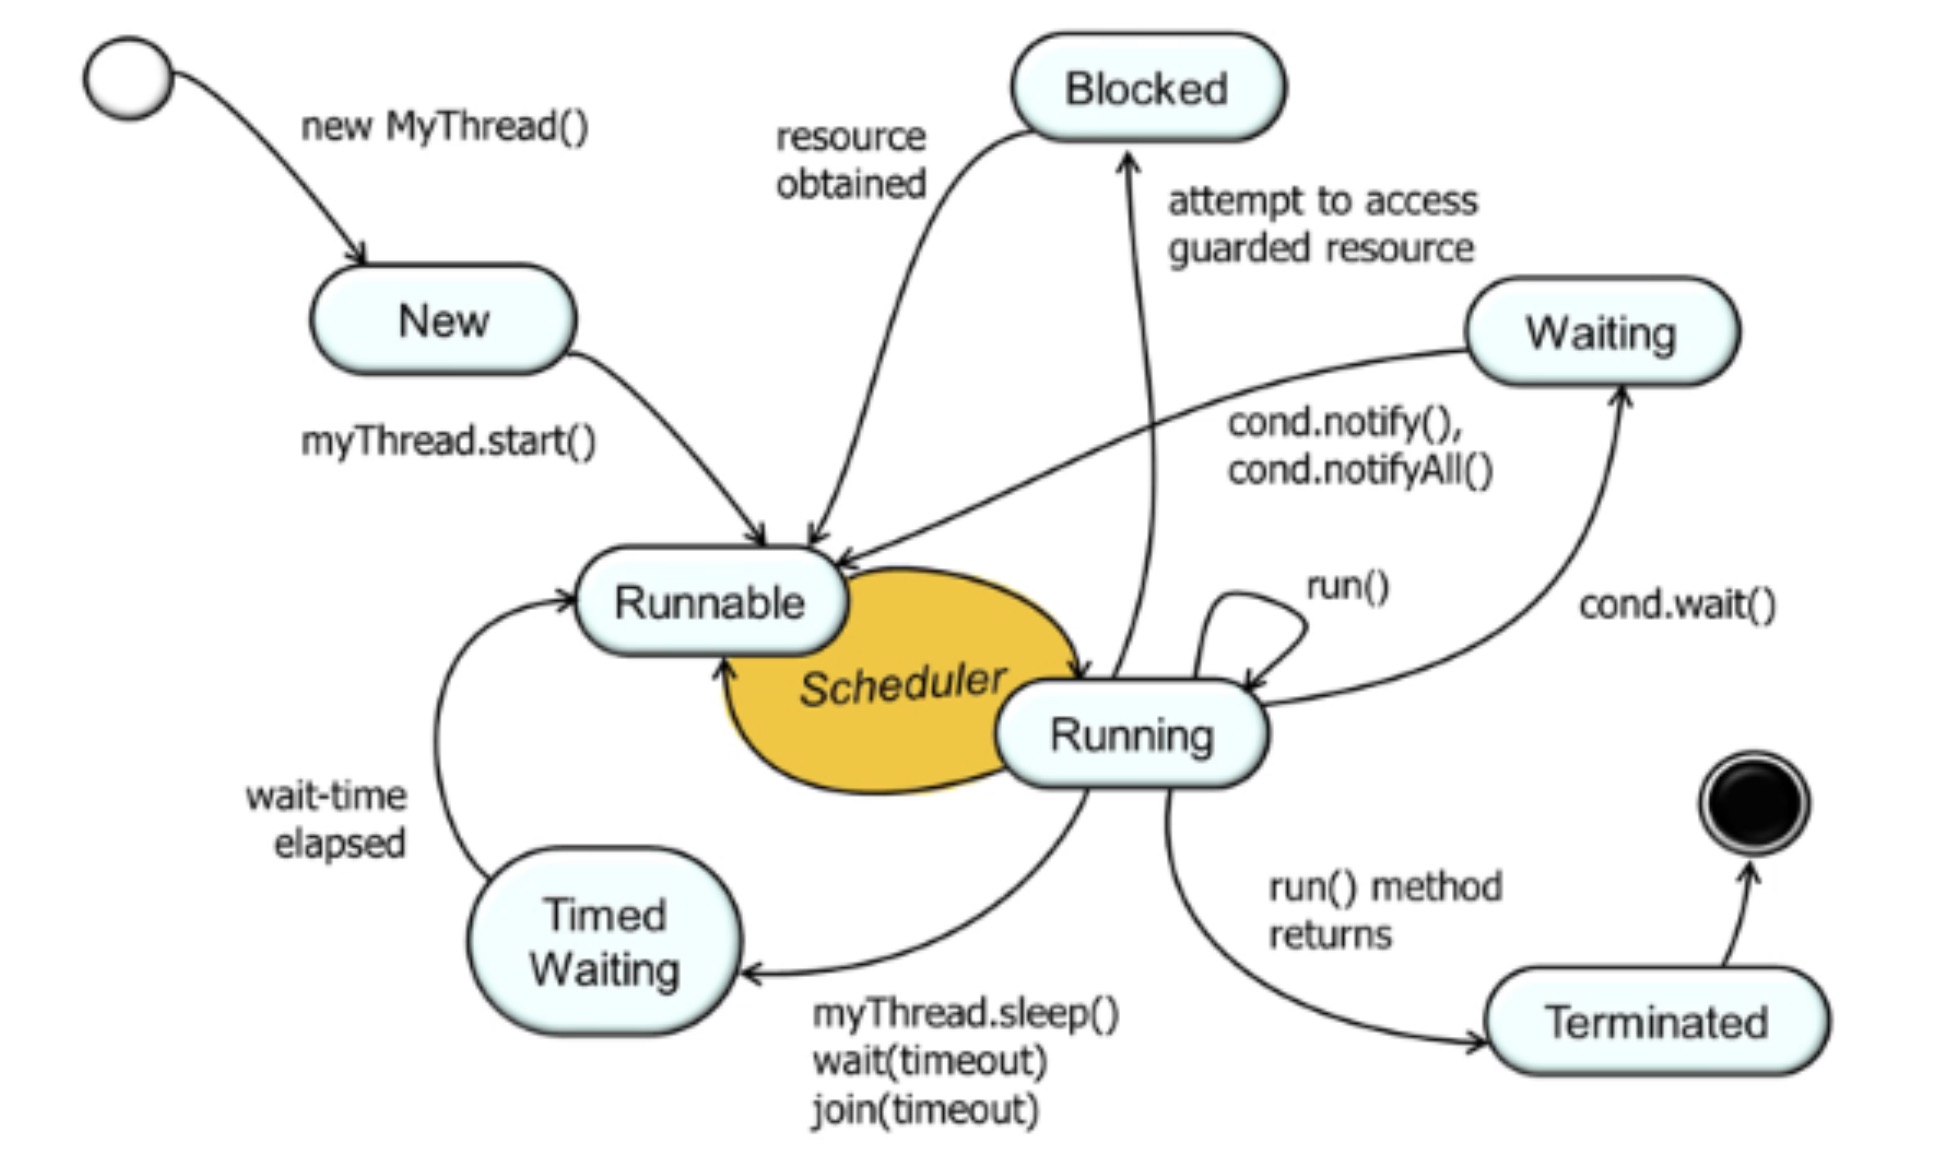 Blocked
new MyThread()
resource
obtained
attempt to access
guarded resource
New
Waiting
myThread.start()
cond.notify(),
cond.notifyAll()
Runnable
run()
cond.wait()
Scheduler
Running
wait-time
elapsed
run() method
returns
Timed
Waiting
Terminated
myThread.sleep()
wait(timeout)
join(timeout)